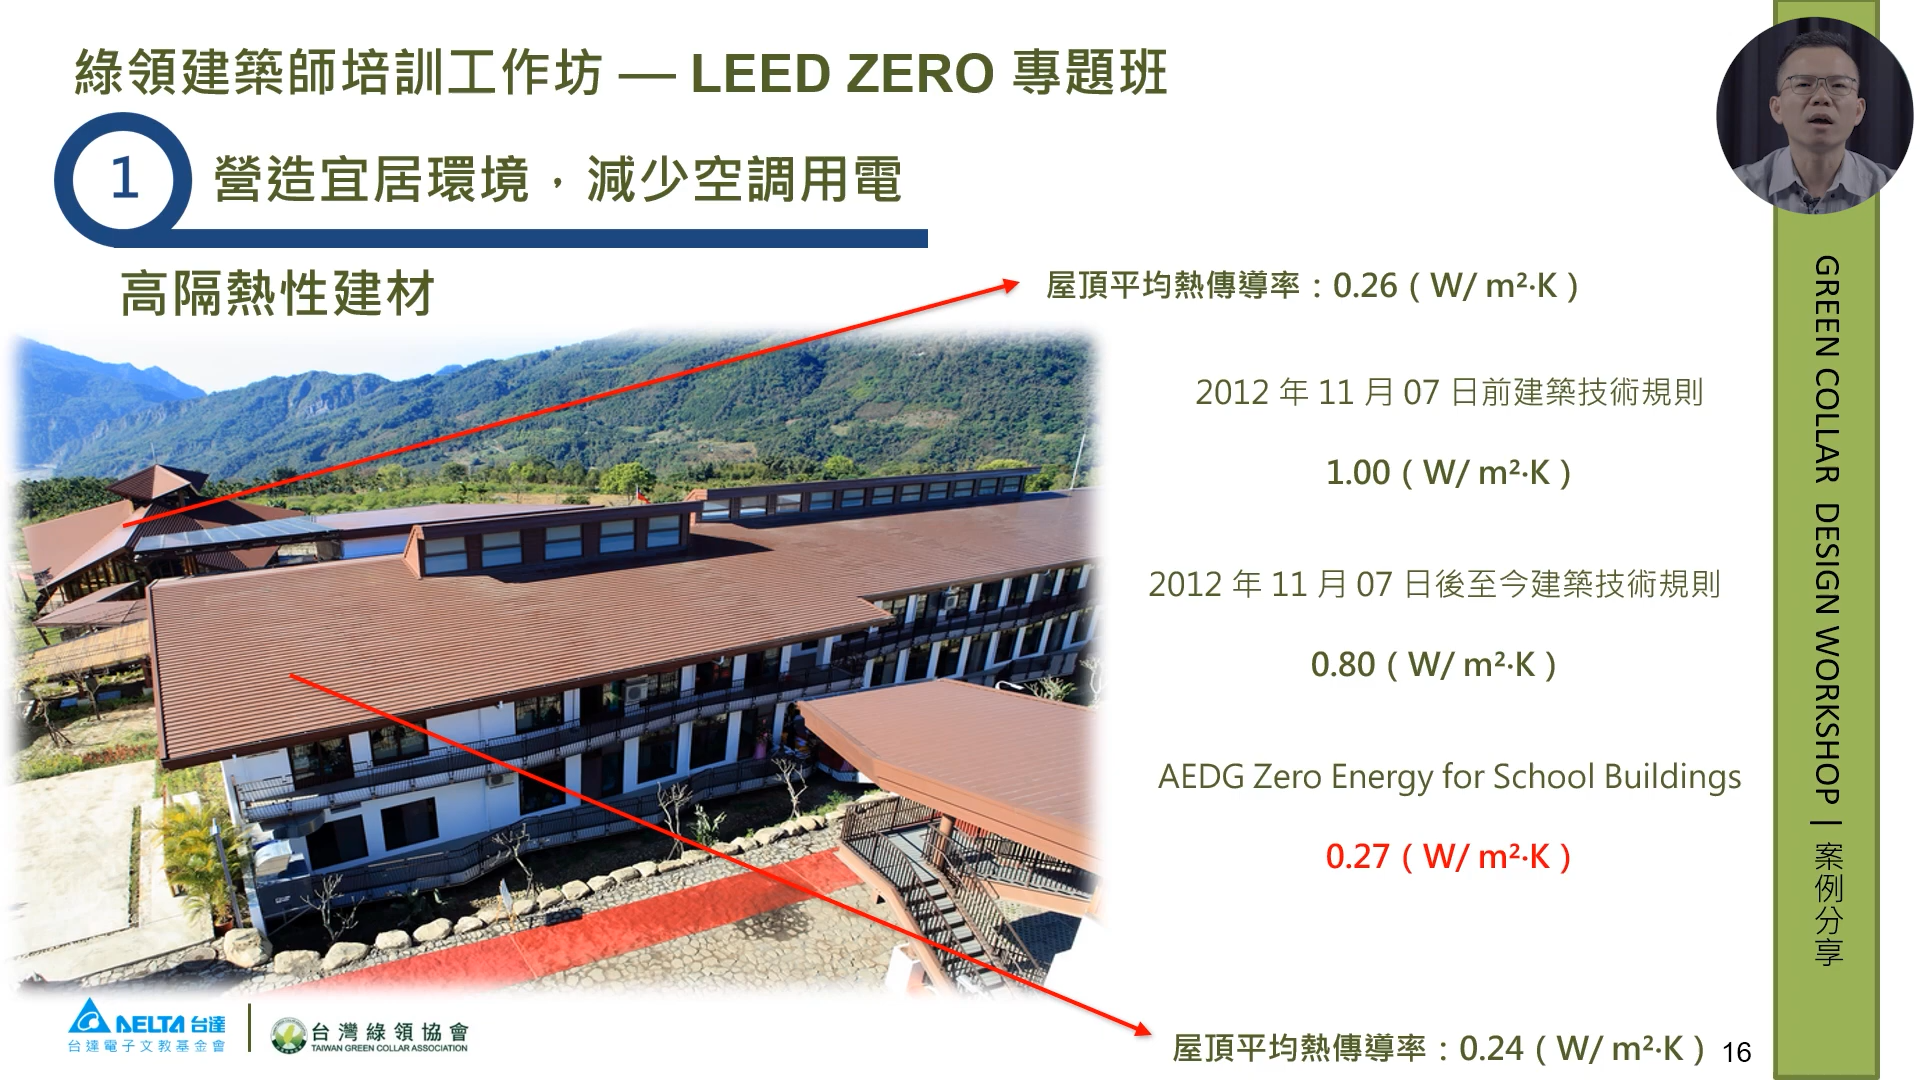 綠領建築師培訓工作坊 — LEED ZERO 專題班
1
營造宜居環境，減少空調用電
高隔熱性建材
屋頂平均熱傳導率：0.26（W/ m²·K）
2012 年 11 月 07 日前建築技術規則
1.00（W/ m²·K）
2012 年 11 月 07 日後至今建築技術規則
0.80（W/ m²·K）
AEDG Zero Energy for School Buildings
0.27（W/ m²·K）
屋頂平均熱傳導率：0.24（W/ m²·K）
16
DELTA 台達
台達電子文教基金會
台灣綠領協會
TAIWAN GREEN COLLAR ASSOCIATION
GREEN COLLAR DESIGN WORKSHOP | 案例分享